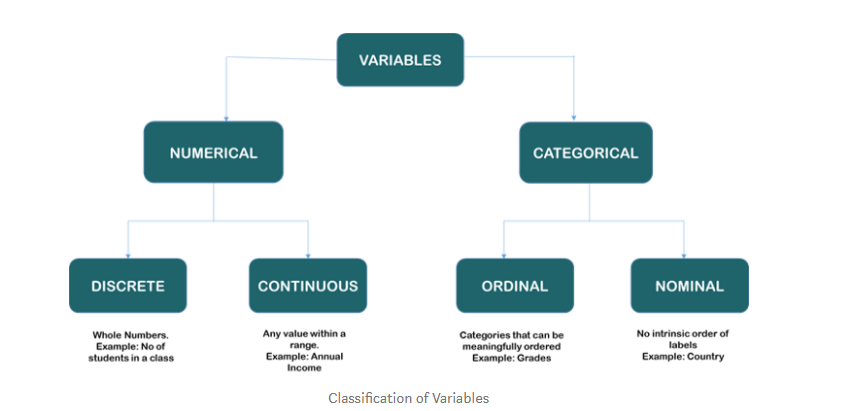 VARIABLES
NUMERICAL
CATEGORICAL
DISCRETE
CONTINUOUS
ORDINAL
NOMINAL
Whole Numbers.
Example: No of
students in a class
Any value within a
range.
Example: Annual
Income
Categories that can be
meaningfully ordered
Example: Grades
No intrinsic order of
labels
Example: Country
Classification of Variables